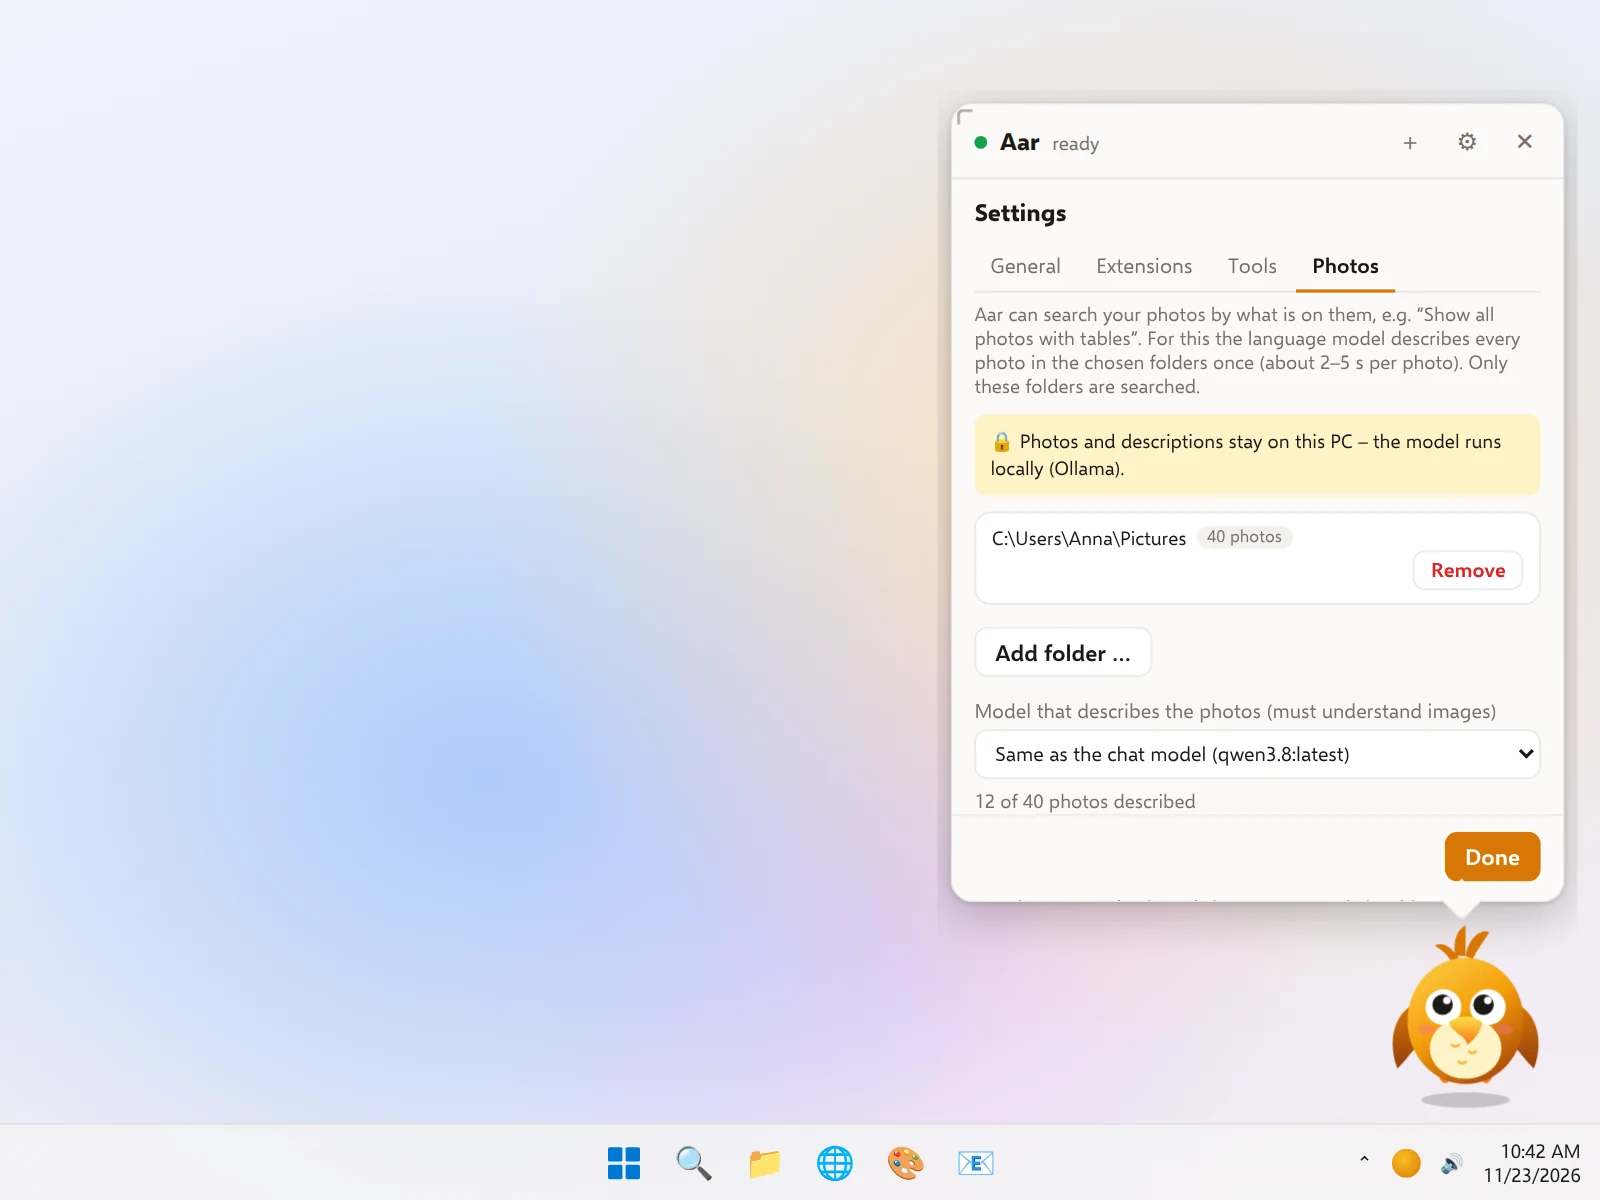 Aar ready
Settings
General Extensions Tools Photos
Aar can search your photos by what is on them, e.g. “Show all
photos with tables”. For this the language model describes every
photo in the chosen folders once (about 2–5 s per photo). Only
these folders are searched.
🔒 Photos and descriptions stay on this PC – the model runs
locally (Ollama).
C:\Users\Anna\Pictures 40 photos
Remove
Add folder ...
Model that describes the photos (must understand images)
Same as the chat model (qwen3.8:latest)
12 of 40 photos described
Done
10:42 AM
11/23/2026